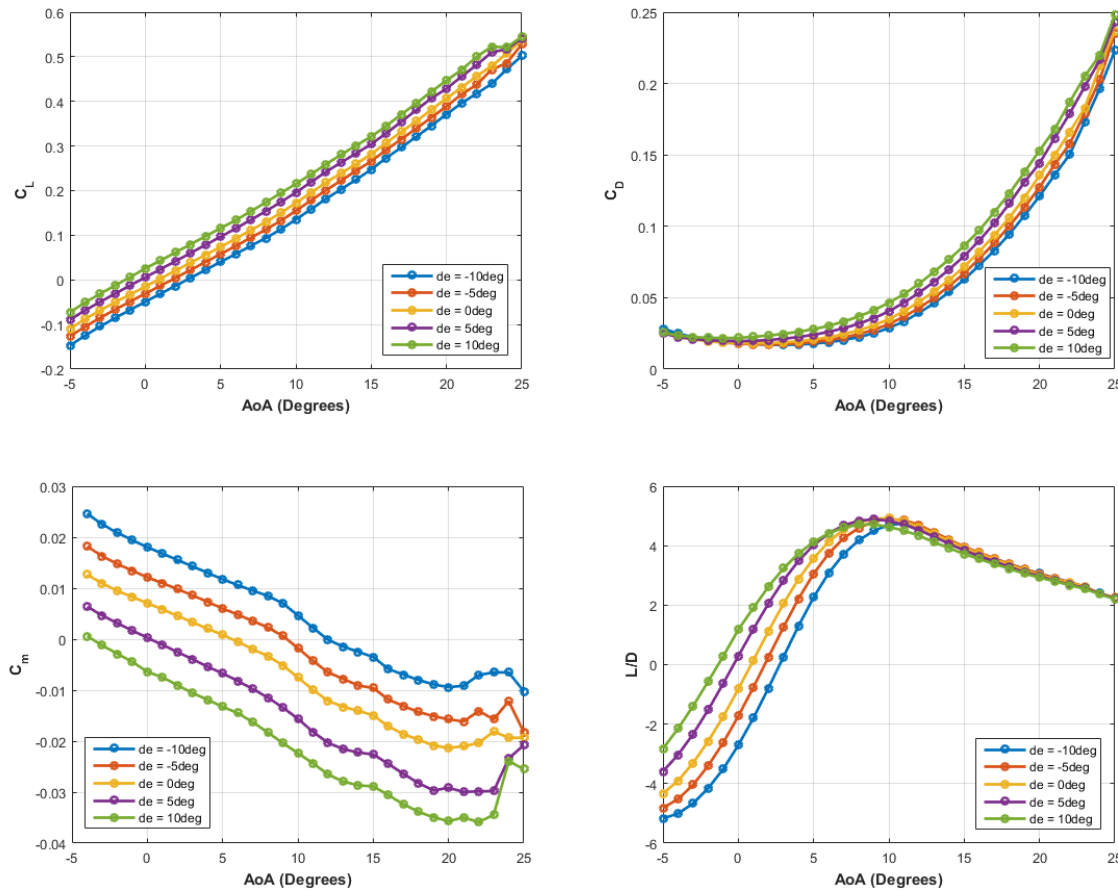 0.6
0.5
0.4
0.3
0.2
0.1
0
-0.1
-0.2
C_L
-5
0
5
10
15
20
25
AoA (Degrees)
de = -10deg
de = -5deg
de = 0deg
de = 5deg
de = 10deg
0.25
0.2
0.15
0.1
0.05
0
C_D
-5
0
5
10
15
20
25
AoA (Degrees)
de = -10deg
de = -5deg
de = 0deg
de = 5deg
de = 10deg
0.03
0.02
0.01
0
-0.01
-0.02
-0.03
-0.04
C_m
-5
0
5
10
15
20
25
AoA (Degrees)
de = -10deg
de = -5deg
de = 0deg
de = 5deg
de = 10deg
6
4
2
0
-2
-4
-6
L/D
-5
0
5
10
15
20
25
AoA (Degrees)
de = -10deg
de = -5deg
de = 0deg
de = 5deg
de = 10deg